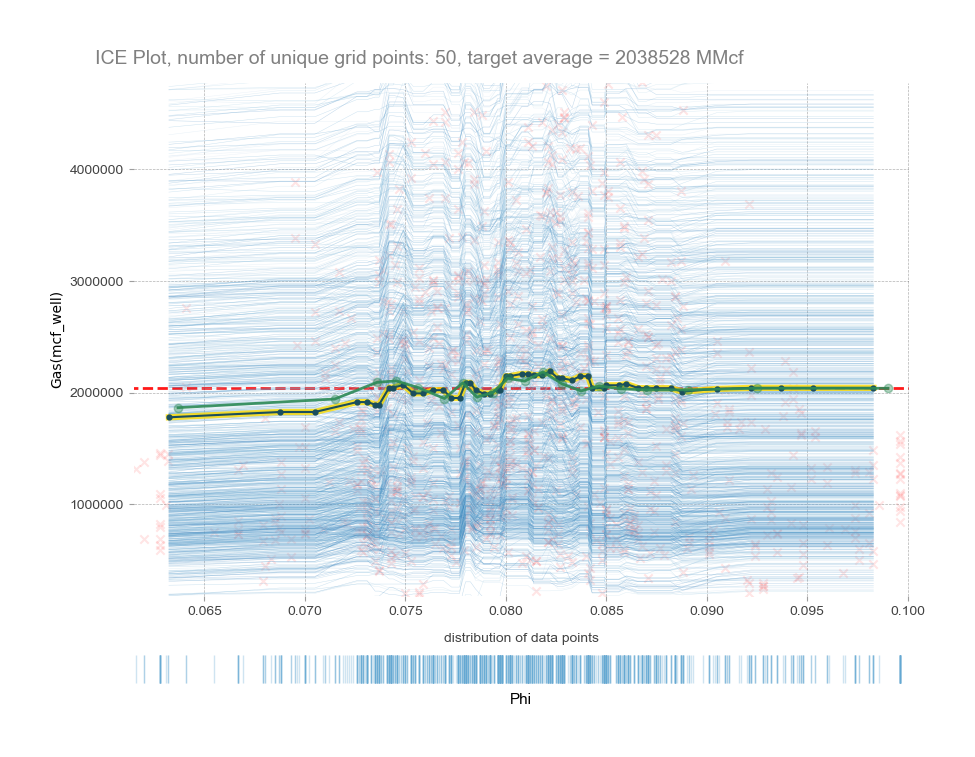 ICE Plot, number of unique grid points: 50, target average = 2038528 MMcf
Gas(mcf_well)
4000000
3000000
2000000
1000000
0.065 0.070 0.075 0.080 0.085 0.090 0.095 0.100
distribution of data points
Phi